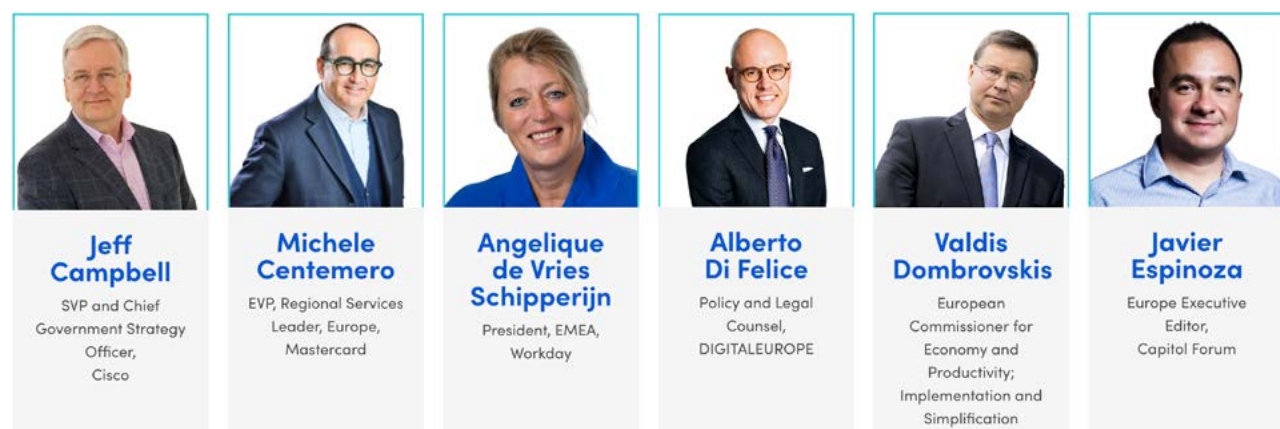 Jeff
Campbell
SVP and Chief
Government Strategy
Officer,
Cisco
Michele
Centemero
EVP, Regional Services
Leader, Europe,
Mastercard
Angelique
de Vries
Schipperijn
President, EMEA,
Workday
Alberto
Di Felice
Policy and Legal
Counsel,
DIGITALEUROPE
Valdis
Dombrovskis
European
Commissioner for
Economy and
Productivity;
Implementation and
Simplification
Javier
Espinoza
Europe Executive
Editor,
Capitol Forum